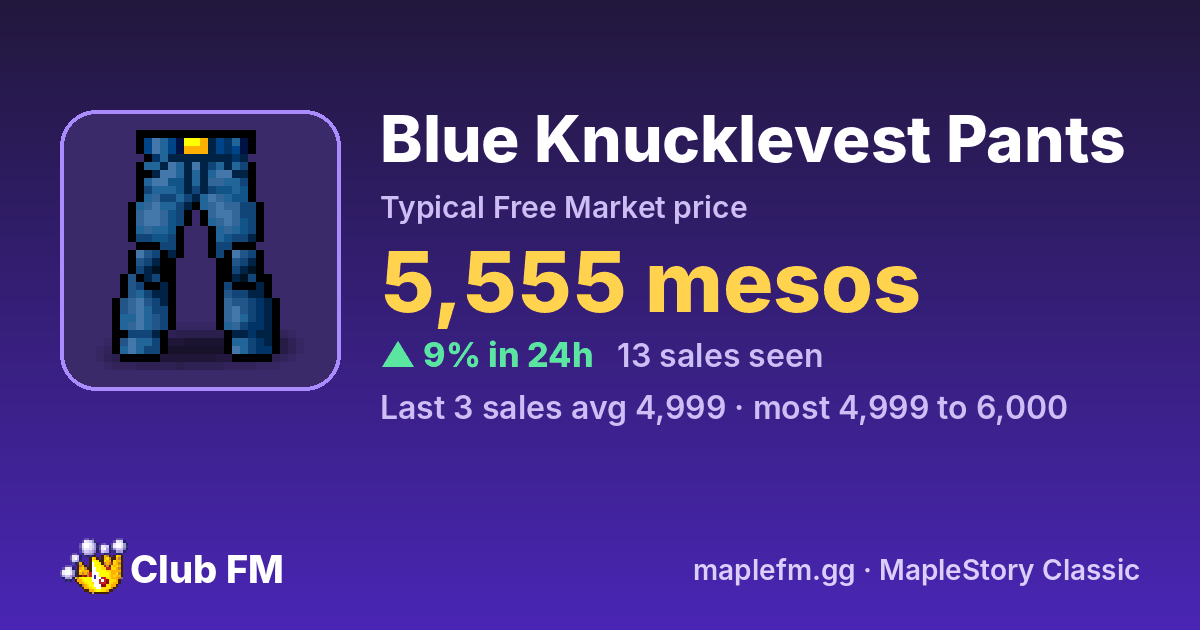 Blue Knucklevest Pants
Typical Free Market price
5,555 mesos
▲ 9% in 24h 13 sales seen
Last 3 sales avg 4,999 · most 4,999 to 6,000
Club FM
maplefm.gg · MapleStory Classic